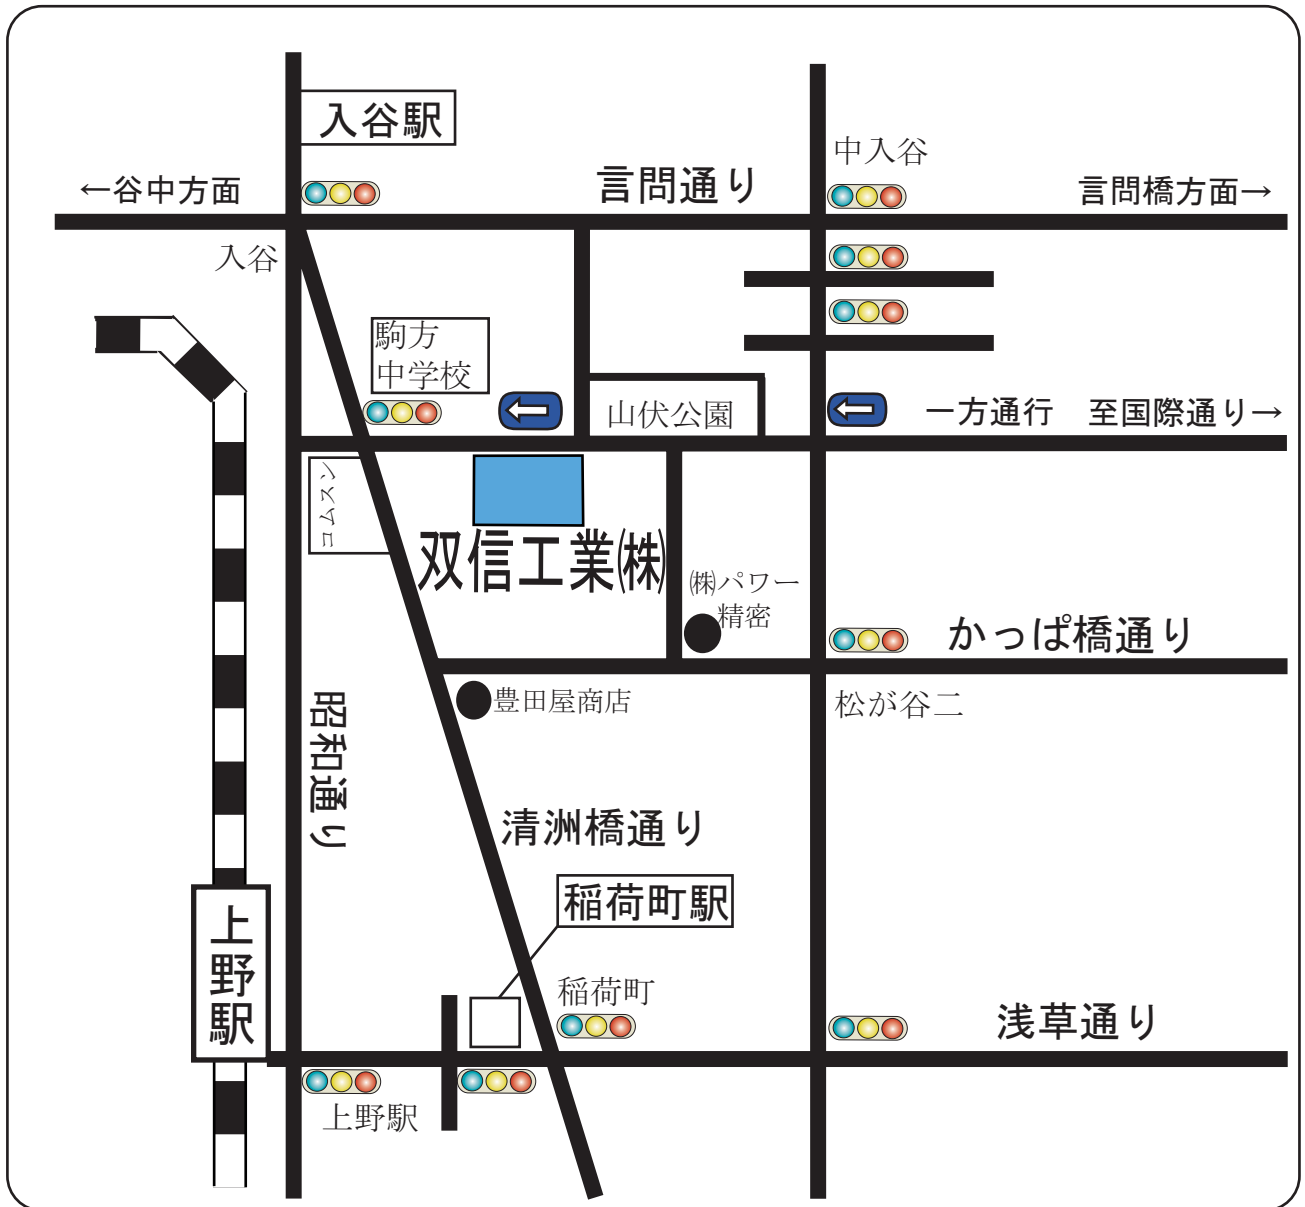 入谷駅
中入谷
←谷中方面
言問通り
言問橋方面→
入谷
駒方
中学校
山伏公園
一方通行　至国際通り→
コムスン
双信工業㈱
㈱パワー
精密
かっぱ橋通り
豊田屋商店
松が谷二
昭和通り
清洲橋通り
稲荷町駅
上野駅
稲荷町
浅草通り
上野駅